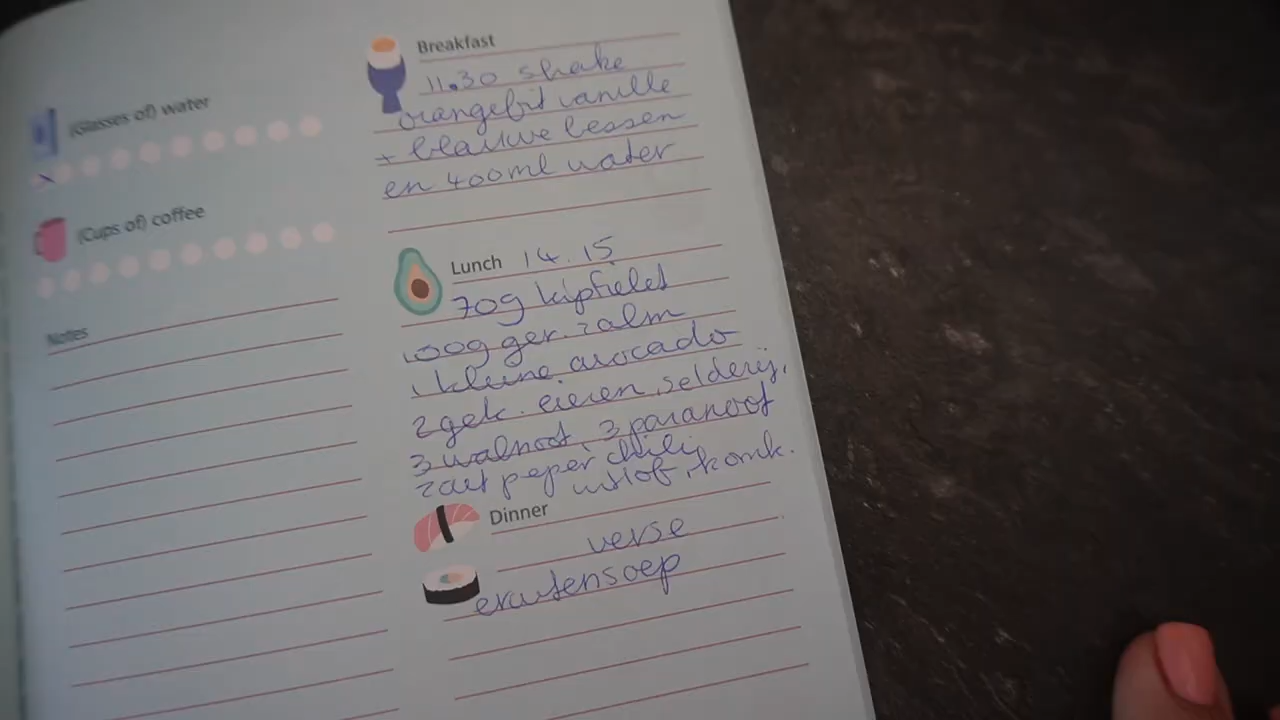 (Glasses of) water
(Cups of) coffee
Notes
Breakfast
11.30 shake
orangefit vanille
+ blauwe bessen
en 400ml water
Lunch 14.15
70g kipfielet
100g ger. zalm
1 kleine avocado
2 gek. eieren, selderij,
3 walnoot, 3 paranoot
zout peper chili
witlof, komk.
Dinner
verse
erwtensoep